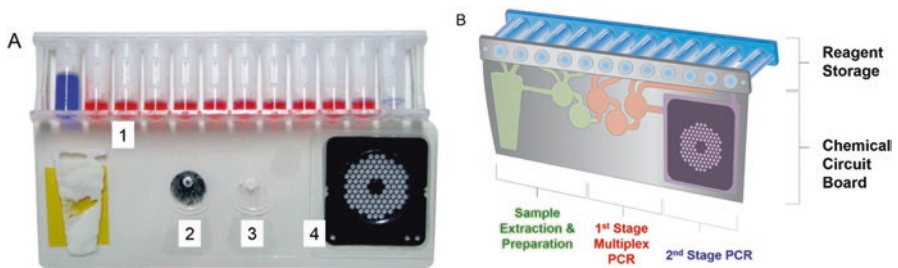 A
1
2
3
4
B
Reagent
Storage
Chemical
Circuit
Board
Sample
Extraction &
Preparation
1st Stage
Multiplex
PCR
2nd Stage PCR